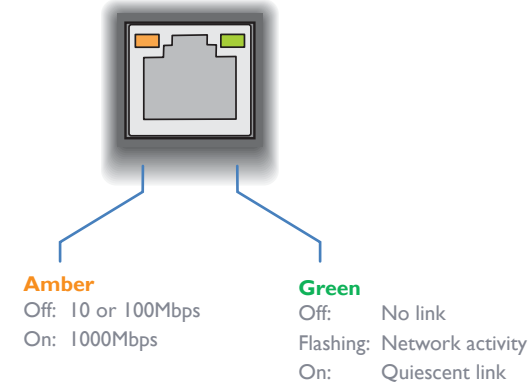 Amber
Off: 10 or 100Mbps
On: 1000Mbps
Green
Off: No link
Flashing: Network activity
On: Quiescent link